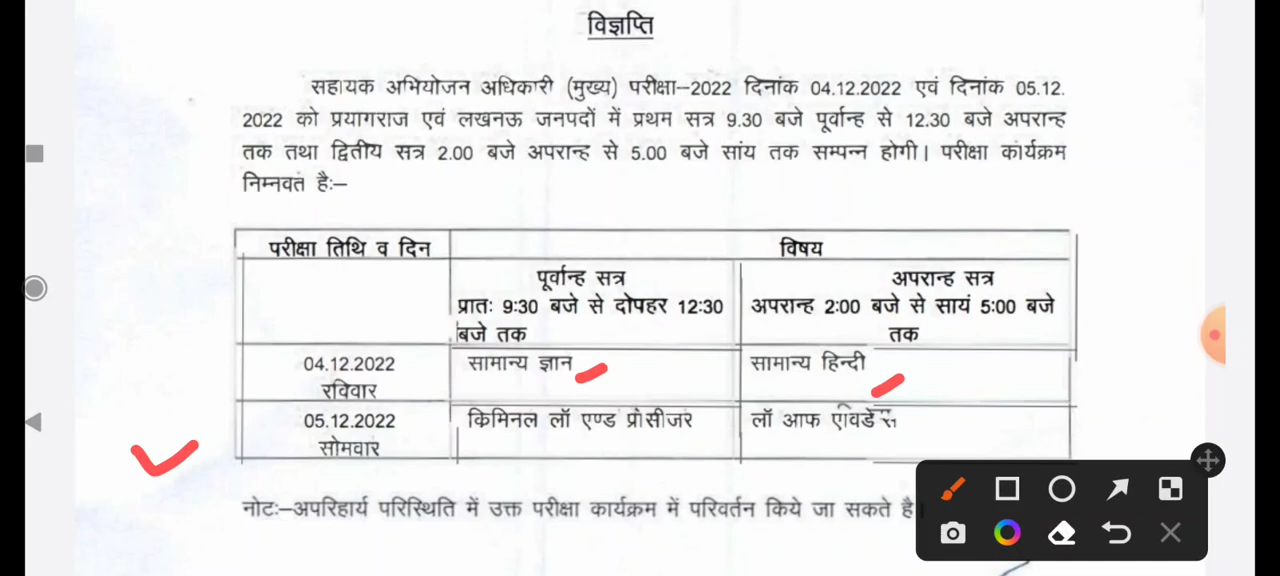 विज्ञप्ति
सहायक अभियोजन अधिकारी (मुख्य) परीक्षा–2022 दिनांक 04.12.2022 एवं दिनांक 05.12.
2022 को प्रयागराज एवं लखनऊ जनपदों में प्रथम सत्र 9.30 बजे पूर्वान्ह से 12.30 बजे अपरान्ह
तक तथा द्वितीय सत्र 2.00 बजे अपरान्ह से 5.00 बजे सांय तक सम्पन्न होगी। परीक्षा कार्यक्रम
निम्नवत है:–
परीक्षा तिथि व दिन विषय
पूर्वान्ह सत्र अपरान्ह सत्र
प्रातः 9:30 बजे से दोपहर 12:30 अपरान्ह 2:00 बजे से सायं 5:00 बजे
बजे तक तक
04.12.2022 सामान्य ज्ञान सामान्य हिन्दी
रविवार
05.12.2022 किमिनल लॉ एण्ड प्रोसीजर लॉ आफ एविडेंस
सोमवार
नोटः–अपरिहार्य परिस्थिति में उक्त परीक्षा कार्यक्रम में परिवर्तन किये जा सकते है।